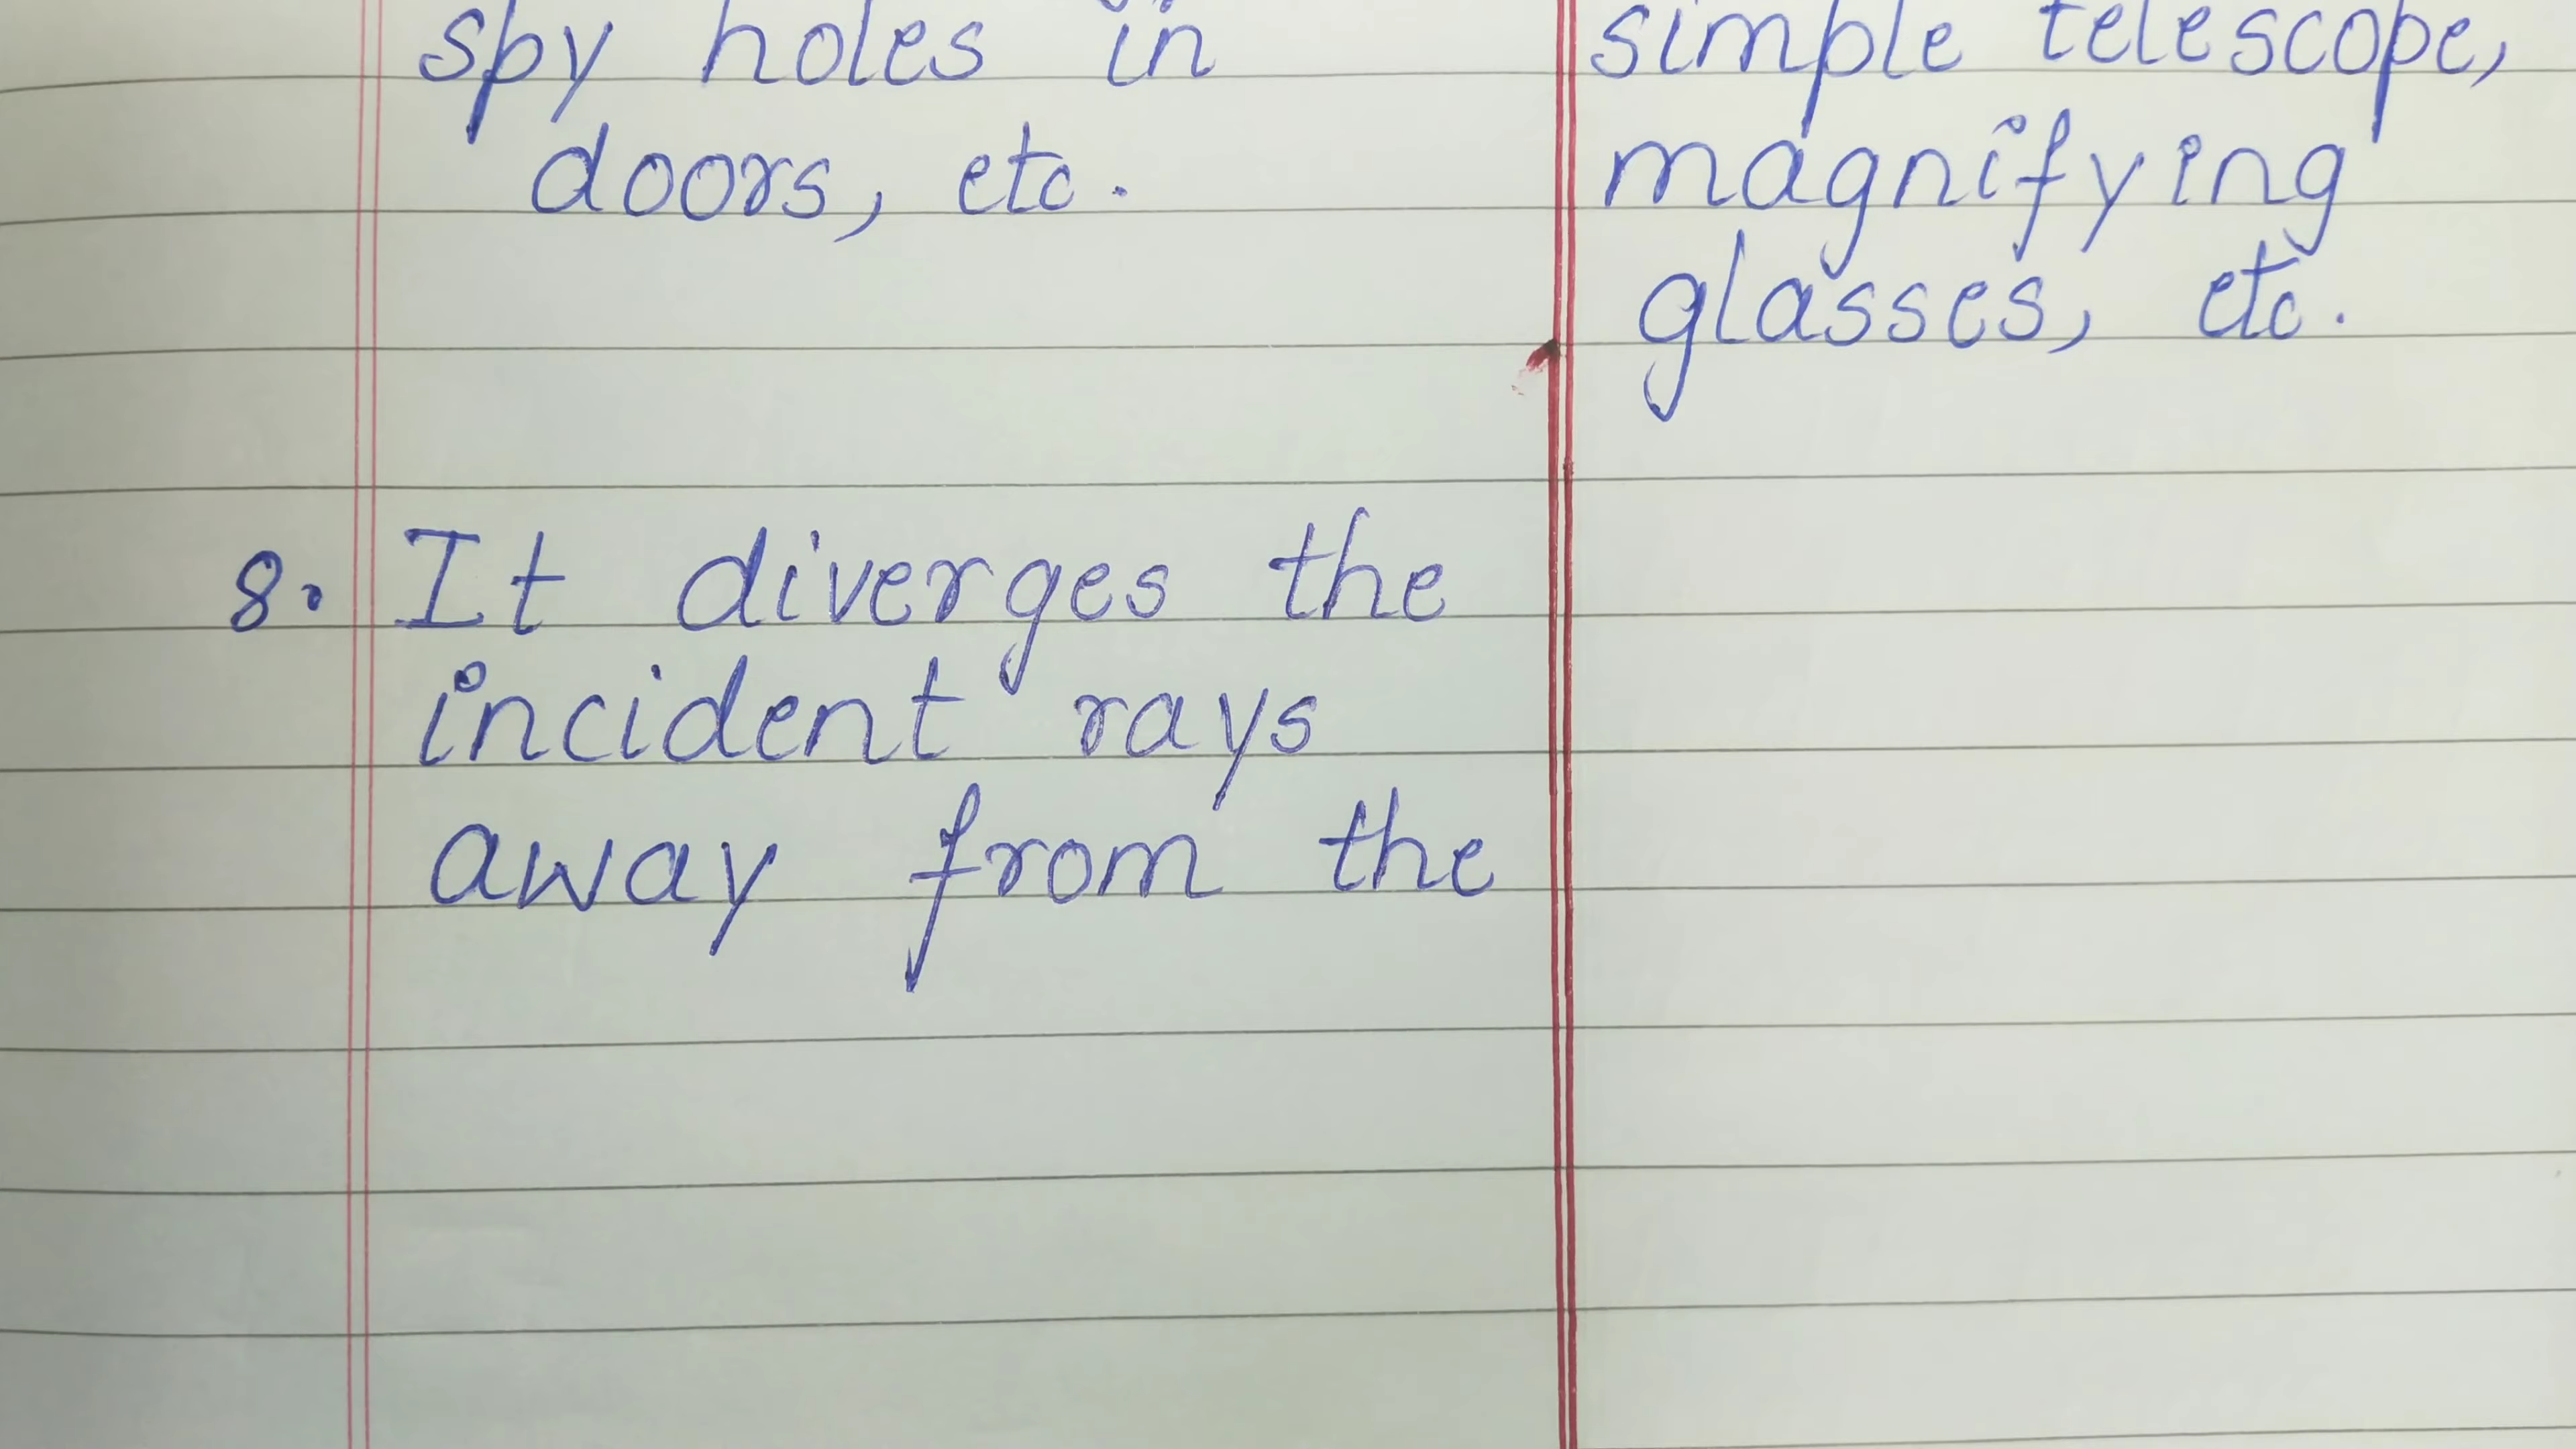 spy holes in
doors, etc.
8. It diverges the
incident rays
away from the
simple telescope,
magnifying
glasses, etc.